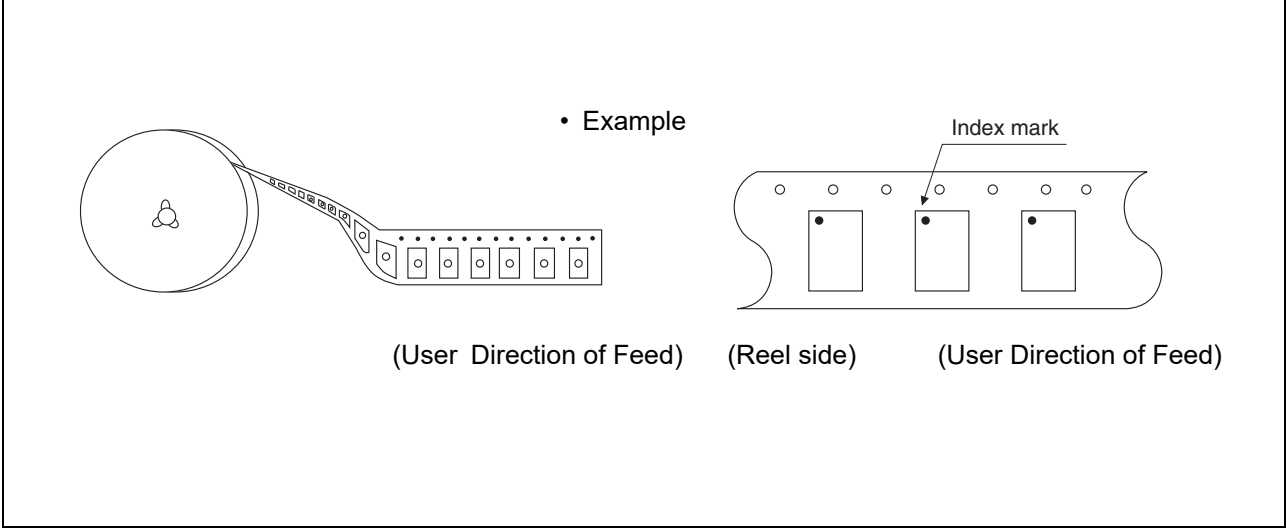 • Example
Index mark
(User Direction of Feed)
(Reel side)
(User Direction of Feed)